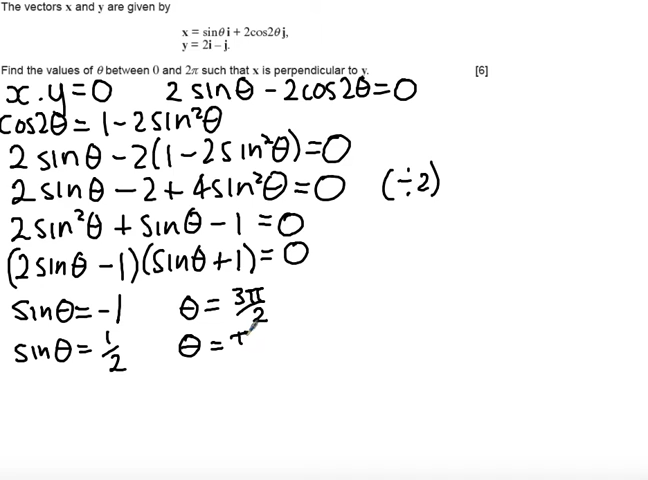 The vectors x and y are given by
x = sinθ i + 2cos2θ j,
y = 2i – j.
Find the values of θ between 0 and 2π such that x is perpendicular to y. [6]
x . y = 0 2 sinθ - 2cos2θ = 0
cos2θ = 1 - 2sin²θ
2 sinθ - 2(1 - 2sin²θ) = 0
2 sinθ - 2 + 4sin²θ = 0 (÷2)
2sin²θ + sinθ - 1 = 0
(2sinθ - 1)(sinθ + 1) = 0
sinθ = -1 θ = 3π/2
sinθ = 1/2 θ =